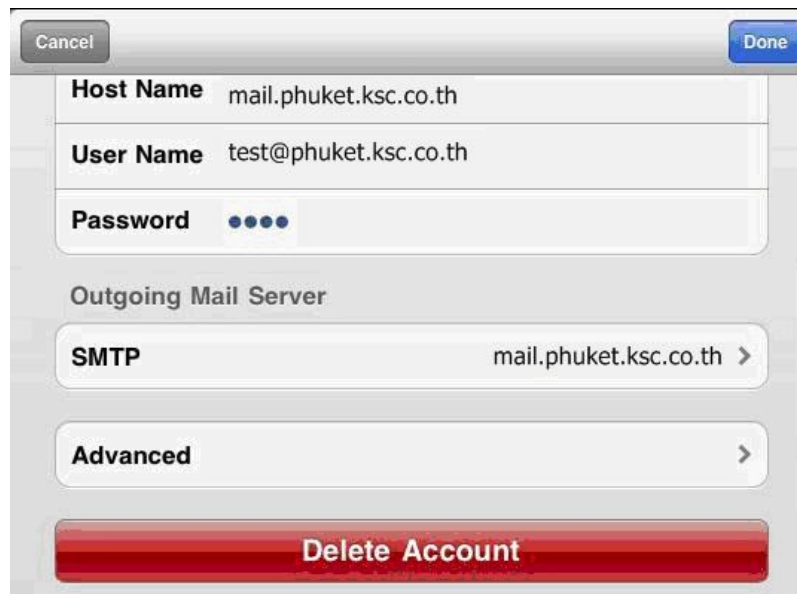 Cancel Done
Host Name mail.phuket.ksc.co.th
User Name test@phuket.ksc.co.th
Password ●●●●
Outgoing Mail Server
SMTP mail.phuket.ksc.co.th >
Advanced >
Delete Account